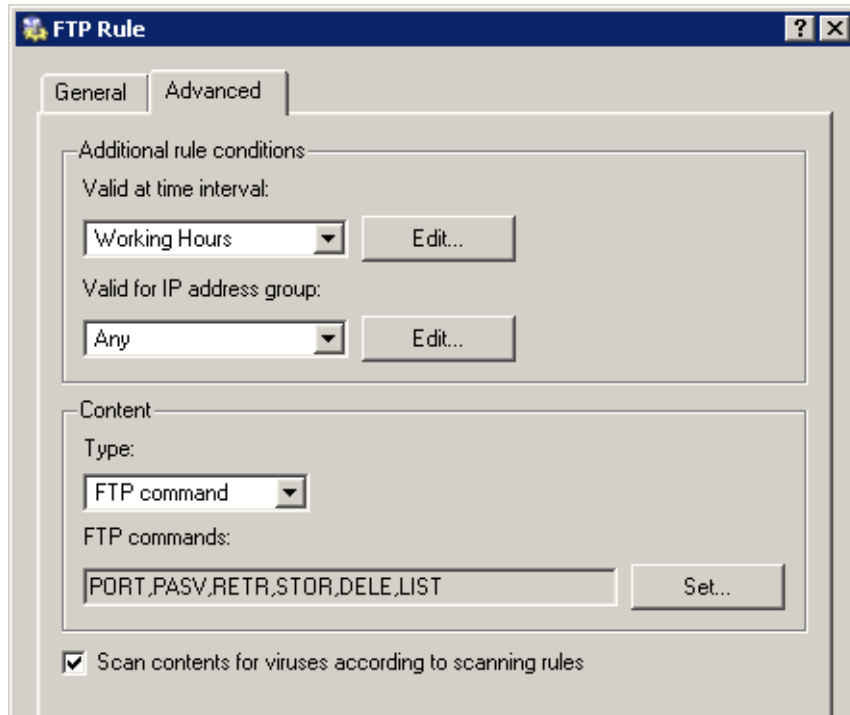 FTP Rule
General
Advanced
Additional rule conditions
Valid at time interval:
Working Hours
Edit...
Valid for IP address group:
Any
Edit...
Content
Type:
FTP command
FTP commands:
PORT,PASV,RETR,STOR,DELE,LIST
Set...
Scan contents for viruses according to scanning rules